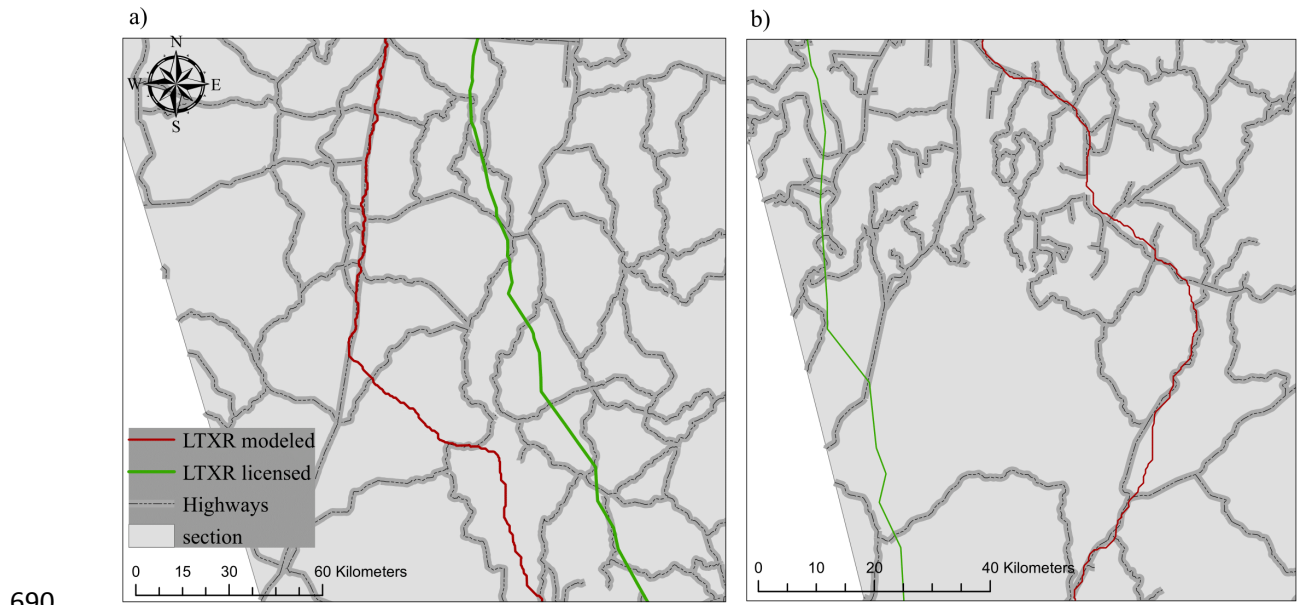 a)
b)
N
W E
S
LTXR modeled
LTXR licensed
Highways
section
0 15 30 60 Kilometers
0 10 20 40 Kilometers
690